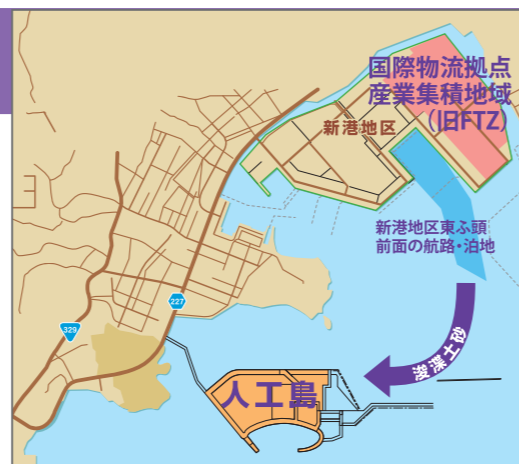 国際物流拠点
産業集積地域
（旧FTZ）
新港地区
新港地区東ふ頭
前面の航路・泊地
227
329
浚渫土砂
人工島